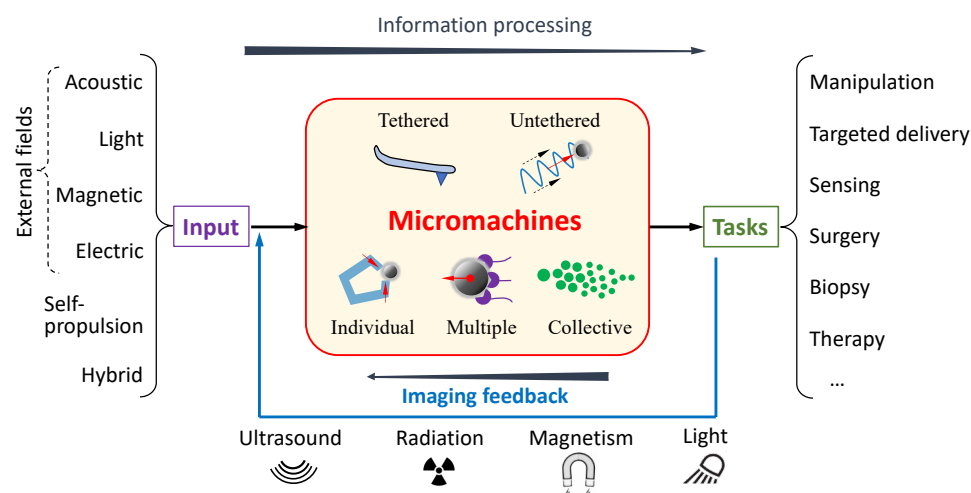 Information processing
External fields
Acoustic
Light
Magnetic
Electric
Self-
propulsion
Hybrid
Input
Tethered
Untethered
Micromachines
Individual
Multiple
Collective
Tasks
Manipulation
Targeted delivery
Sensing
Surgery
Biopsy
Therapy
...
Imaging feedback
Ultrasound
Radiation
Magnetism
Light